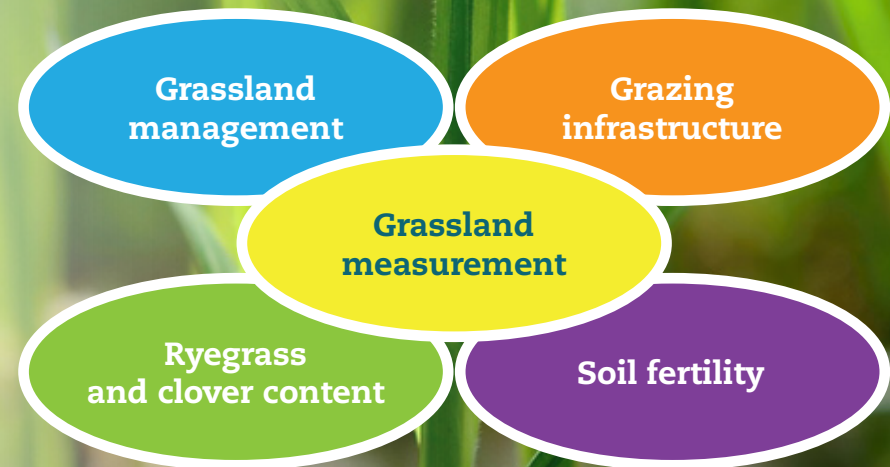 Grassland
management
Grazing
infrastructure
Grassland
measurement
Ryegrass
and clover content
Soil fertility